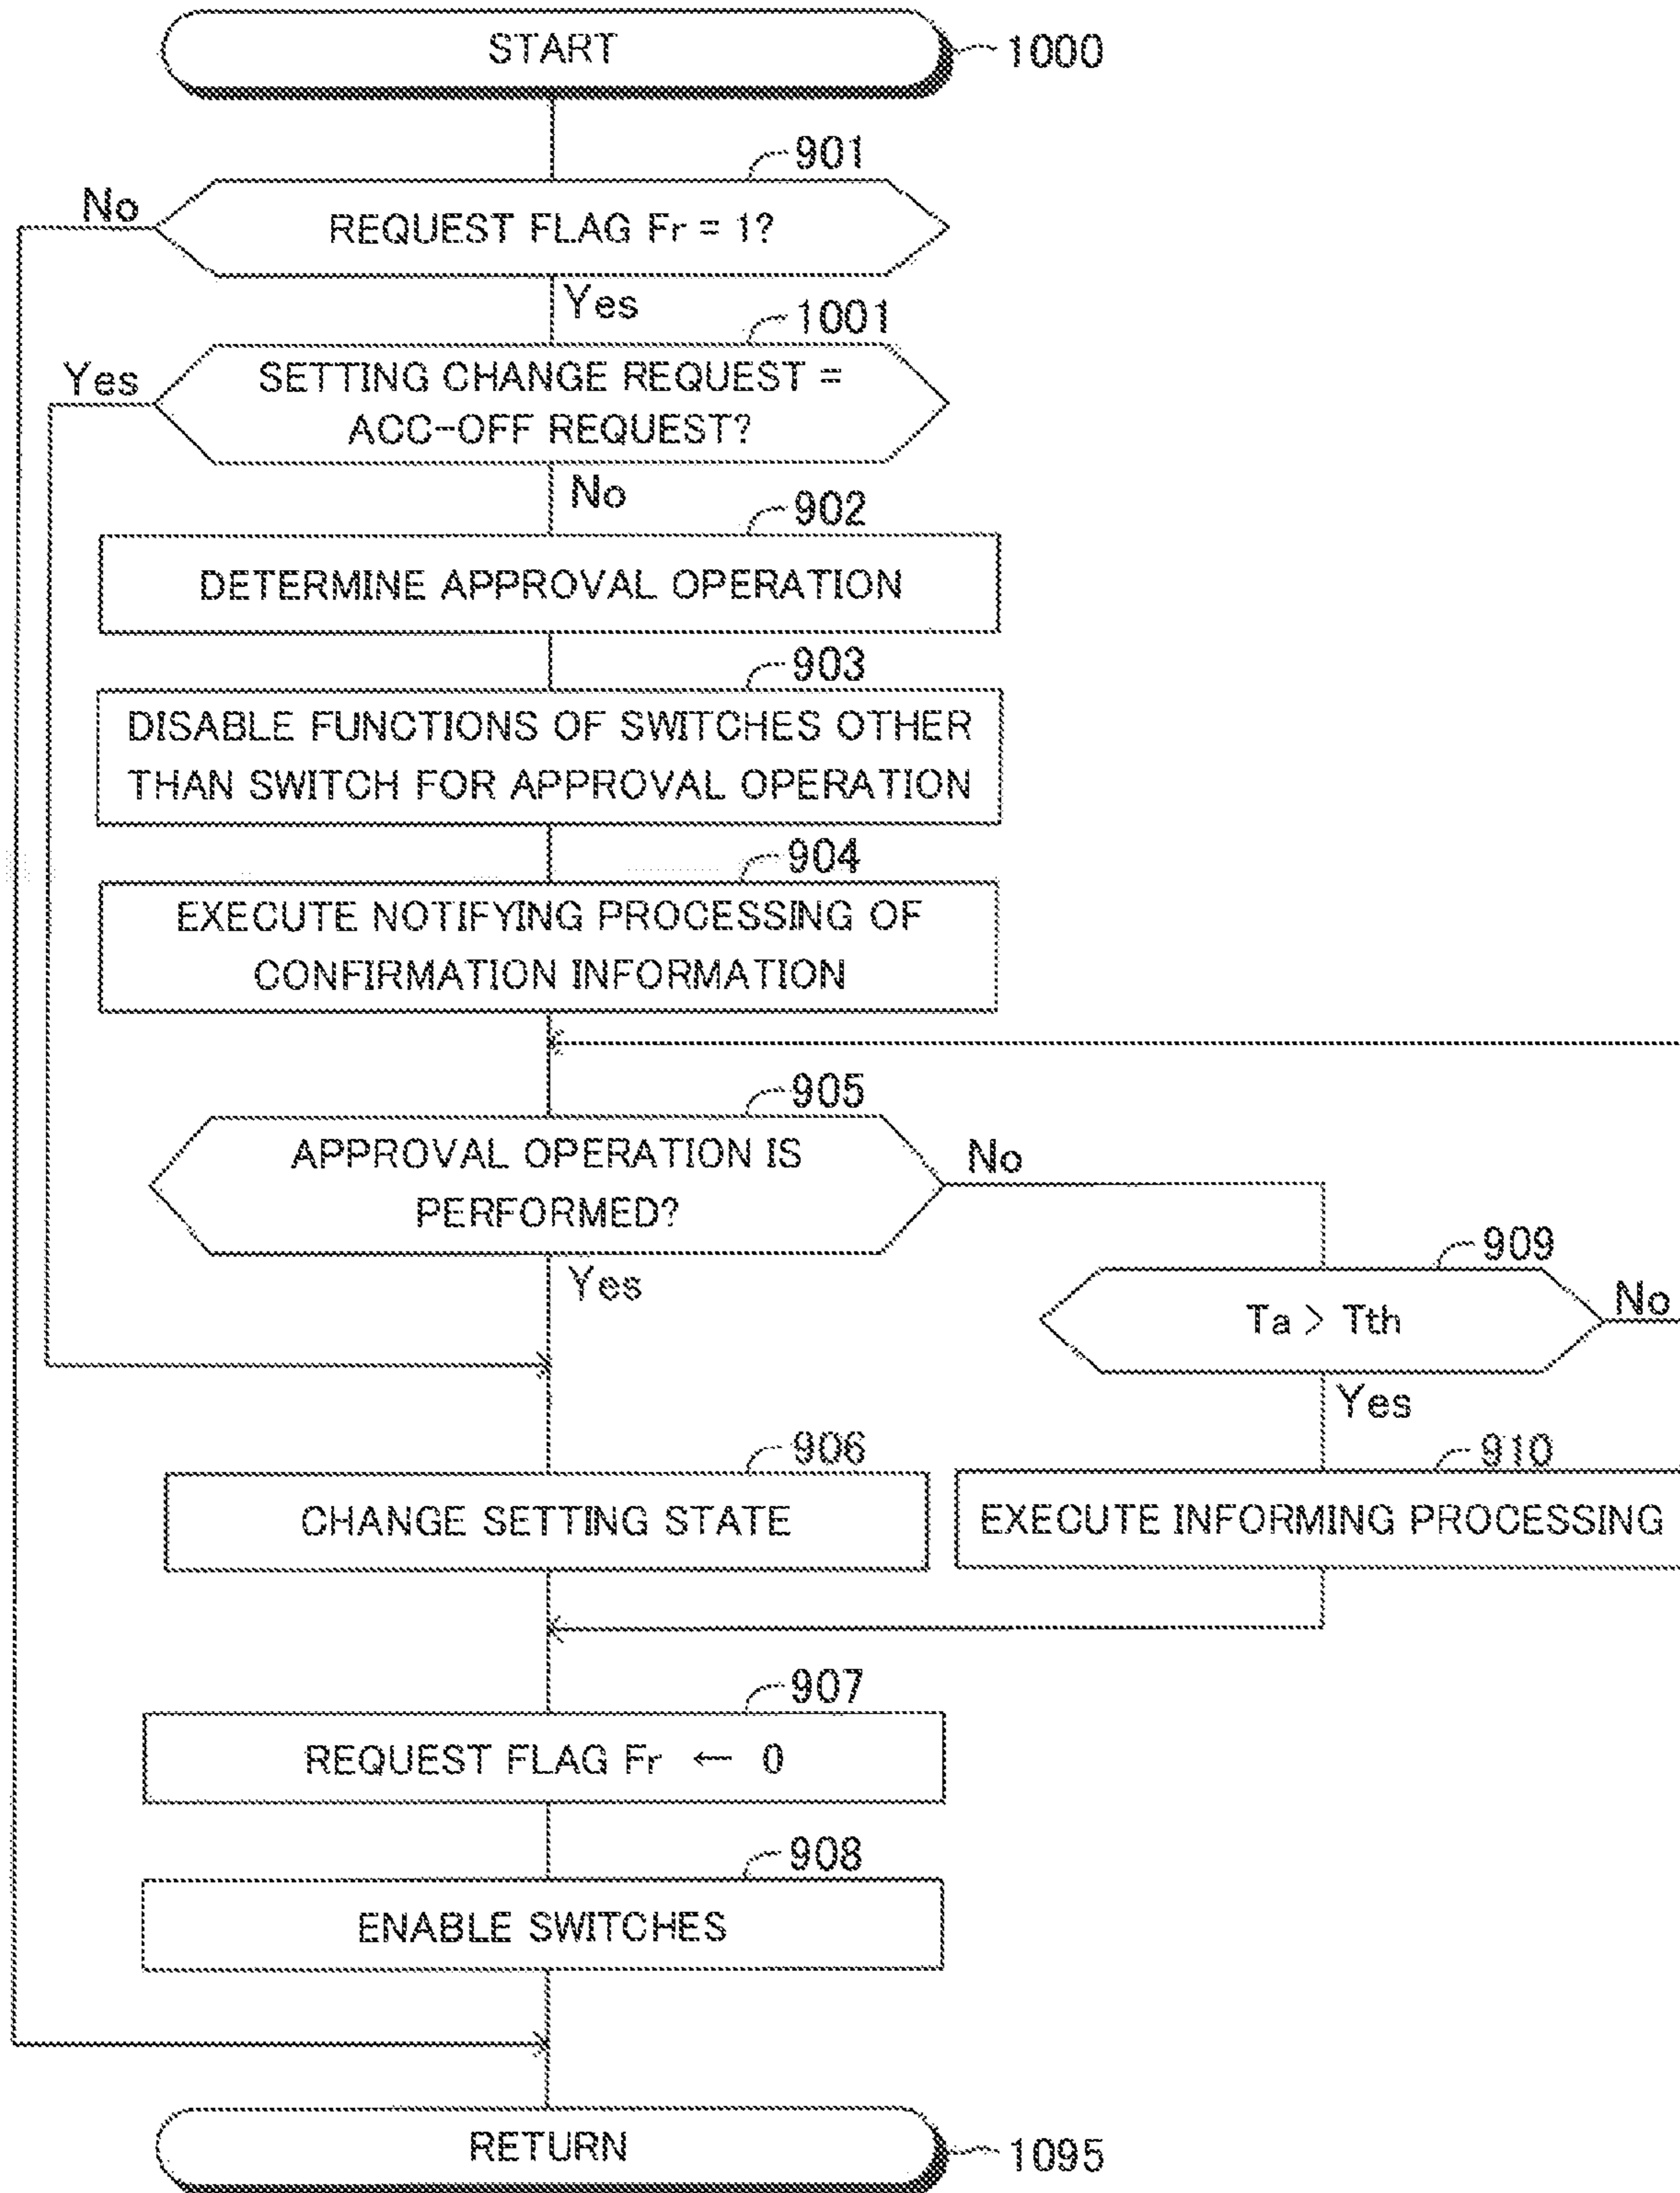 START
1000
901
No
REQUEST FLAG Fr = 1?
Yes
1001
Yes
SETTING CHANGE REQUEST =
ACC-OFF REQUEST?
No
902
DETERMINE APPROVAL OPERATION
903
DISABLE FUNCTIONS OF SWITCHES OTHER
THAN SWITCH FOR APPROVAL OPERATION
904
EXECUTE NOTIFYING PROCESSING OF
CONFIRMATION INFORMATION
905
APPROVAL OPERATION IS
PERFORMED?
No
Yes
909
Ta > Tth
No
Yes
906
CHANGE SETTING STATE
910
EXECUTE INFORMING PROCESSING
907
REQUEST FLAG Fr ← 0
908
ENABLE SWITCHES
RETURN
1095